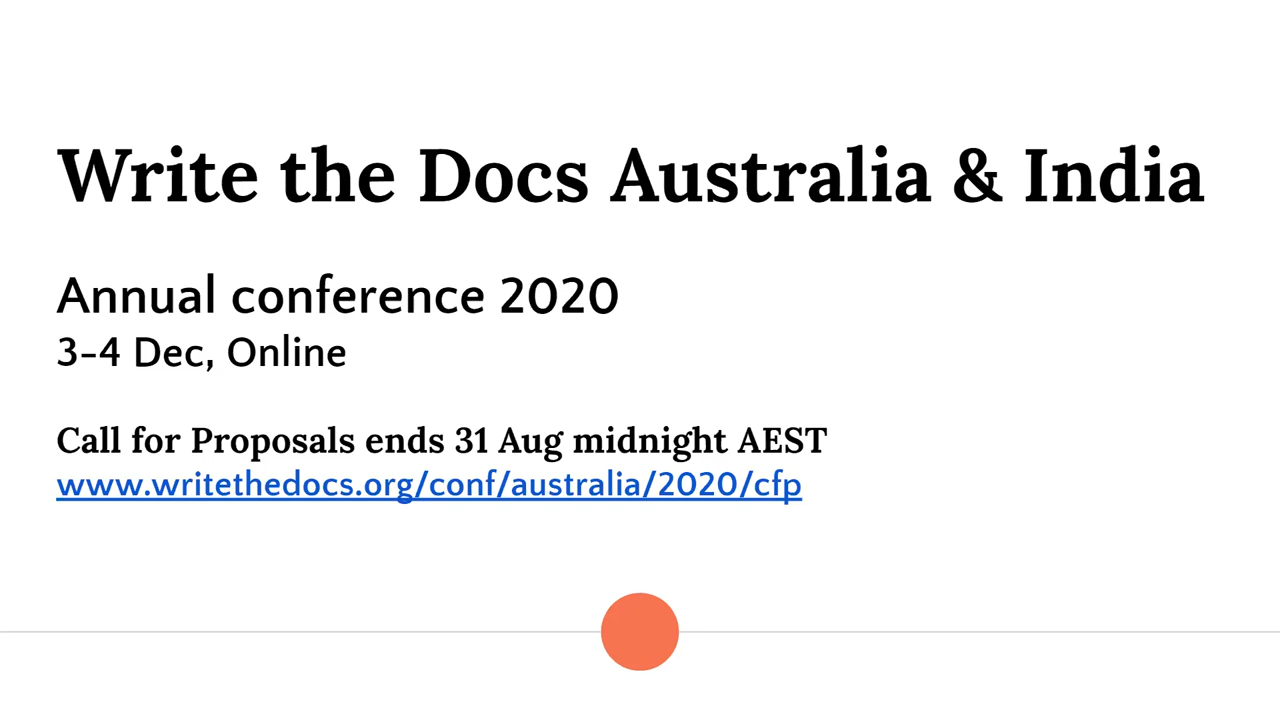 Write the Docs Australia & India
Annual conference 2020
3-4 Dec, Online
Call for Proposals ends 31 Aug midnight AEST
www.writethedocs.org/conf/australia/2020/cfp